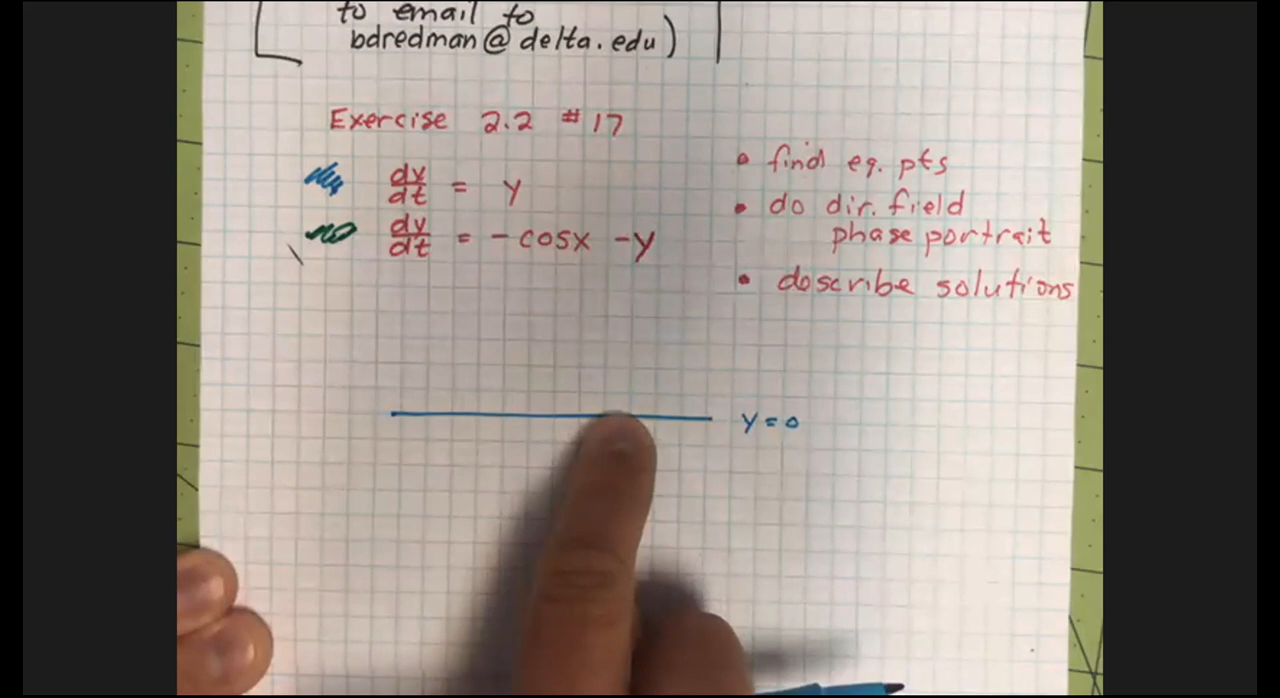 to email to
bdredman@delta.edu)
Exercise 2.2 #17
dx/dt = y
dy/dt = -cosx -y
• find eq. pts
• do dir. field
phase portrait
• describe solutions
y=0